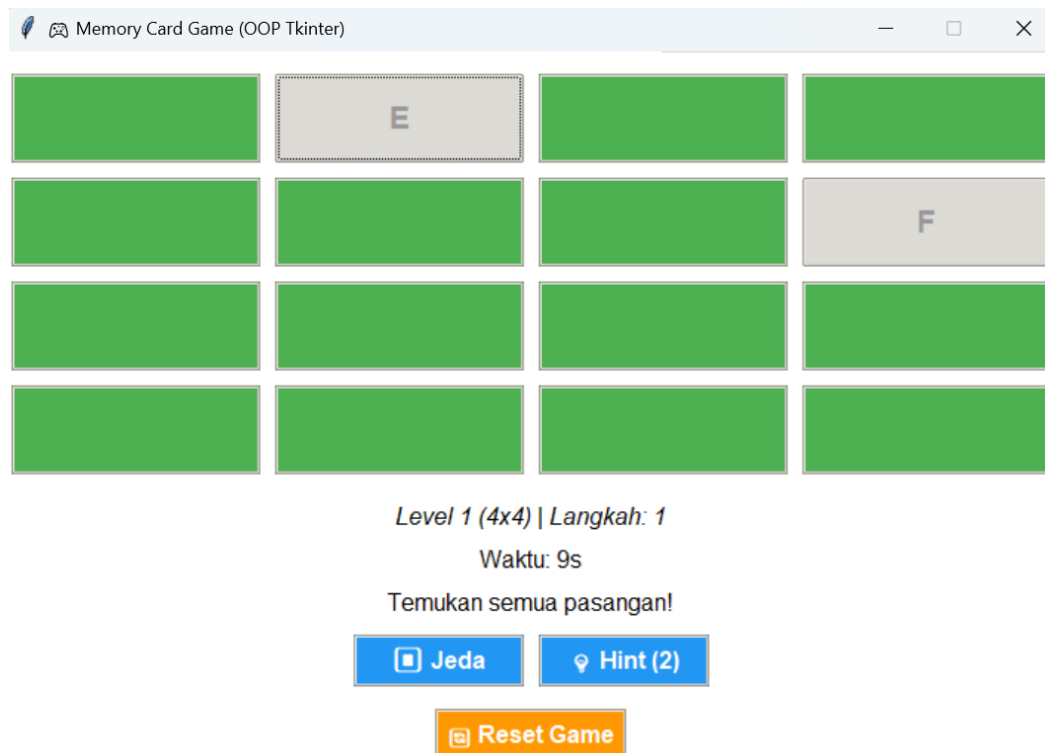 Memory Card Game (OOP Tkinter)
E
F
Level 1 (4x4) | Langkah: 1
Waktu: 9s
Temukan semua pasangan!
Jeda
Hint (2)
Reset Game